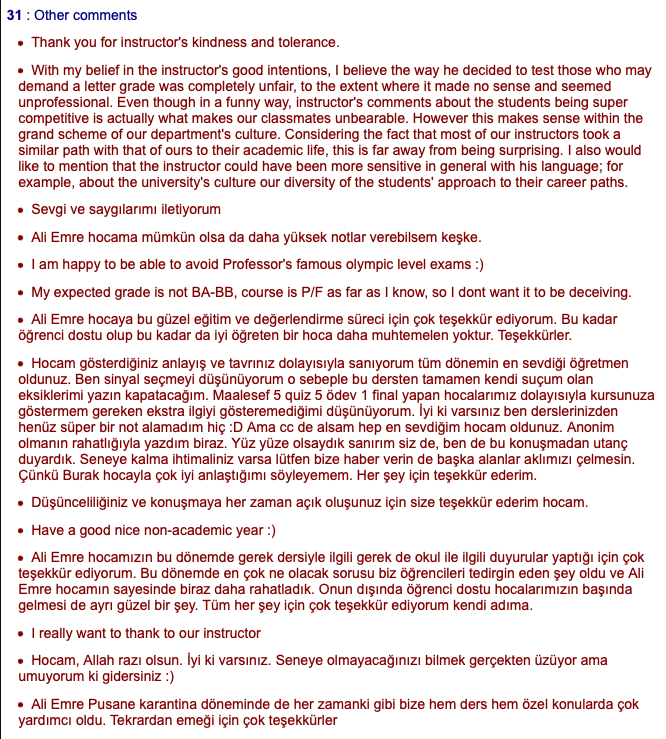 31 : Other comments
• Thank you for instructor's kindness and tolerance.
• With my belief in the instructor's good intentions, I believe the way he decided to test those who may
demand a letter grade was completely unfair, to the extent where it made no sense and seemed
unprofessional. Even though in a funny way, instructor's comments about the students being super
competitive is actually what makes our classmates unbearable. However this makes sense within the
grand scheme of our department's culture. Considering the fact that most of our instructors took a
similar path with that of ours to their academic life, this is far away from being surprising. I also would
like to mention that the instructor could have been more sensitive in general with his language; for
example, about the university's culture our diversity of the students' approach to their career paths.
• Sevgi ve saygılarımı iletiyorum
• Ali Emre hocama mümkün olsa da daha yüksek notlar verebilsem keşke.
• I am happy to be able to avoid Professor's famous olympic level exams :)
• My expected grade is not BA-BB, course is P/F as far as I know, so I dont want it to be deceiving.
• Ali Emre hocaya bu güzel eğitim ve değerlendirme süreci için çok teşekkür ediyorum. Bu kadar
öğrenci dostu olup bu kadar da iyi öğreten bir hoca daha muhtemelen yoktur. Teşekkürler.
• Hocam gösterdiğiniz anlayış ve tavrınız dolayısıyla sanıyorum tüm dönemin en sevdiği öğretmen
oldunuz. Ben sinyal seçmeyi düşünüyorum o sebeple bu dersten tamamen kendi suçum olan
eksiklerimi yazın kapatacağım. Maalesef 5 quiz 5 ödev 1 final yapan hocalarımız dolayısıyla kursunuza
göstermem gereken ekstra ilgiyi gösteremediğimi düşünüyorum. İyi ki varsınız ben derslerinizden
henüz süper bir not alamadım hiç :D Ama cc de alsam hep en sevdiğim hocam oldunuz. Anonim
olmanın rahatlığıyla yazdım biraz. Yüz yüze olsaydık sanırım siz de, ben de bu konuşmadan utanç
duyardık. Seneye kalma ihtimaliniz varsa lütfen bize haber verin de başka alanlar aklımızı çelmesin.
Çünkü Burak hocayla çok iyi anlaştığımı söyleyemem. Her şey için teşekkür ederim.
• Düşünceliliğiniz ve konuşmaya her zaman açık oluşunuz için size teşekkür ederim hocam.
• Have a good nice non-academic year :)
• Ali Emre hocamızın bu dönemde gerek dersiyle ilgili gerek de okul ile ilgili duyurular yaptığı için çok
teşekkür ediyorum. Bu dönemde en çok ne olacak sorusu biz öğrencileri tedirgin eden şey oldu ve Ali
Emre hocamın sayesinde biraz daha rahatladık. Onun dışında öğrenci dostu hocalarımızın başında
gelmesi de ayrı güzel bir şey. Tüm her şey için çok teşekkür ediyorum kendi adıma.
• I really want to thank to our instructor
• Hocam, Allah razı olsun. İyi ki varsınız. Seneye olmayacağınızı bilmek gerçekten üzüyor ama
umuyorum ki gidersiniz :)
• Ali Emre Pusane karantina döneminde de her zamanki gibi bize hem ders hem özel konularda çok
yardımcı oldu. Tekrardan emeği için çok teşekkürler